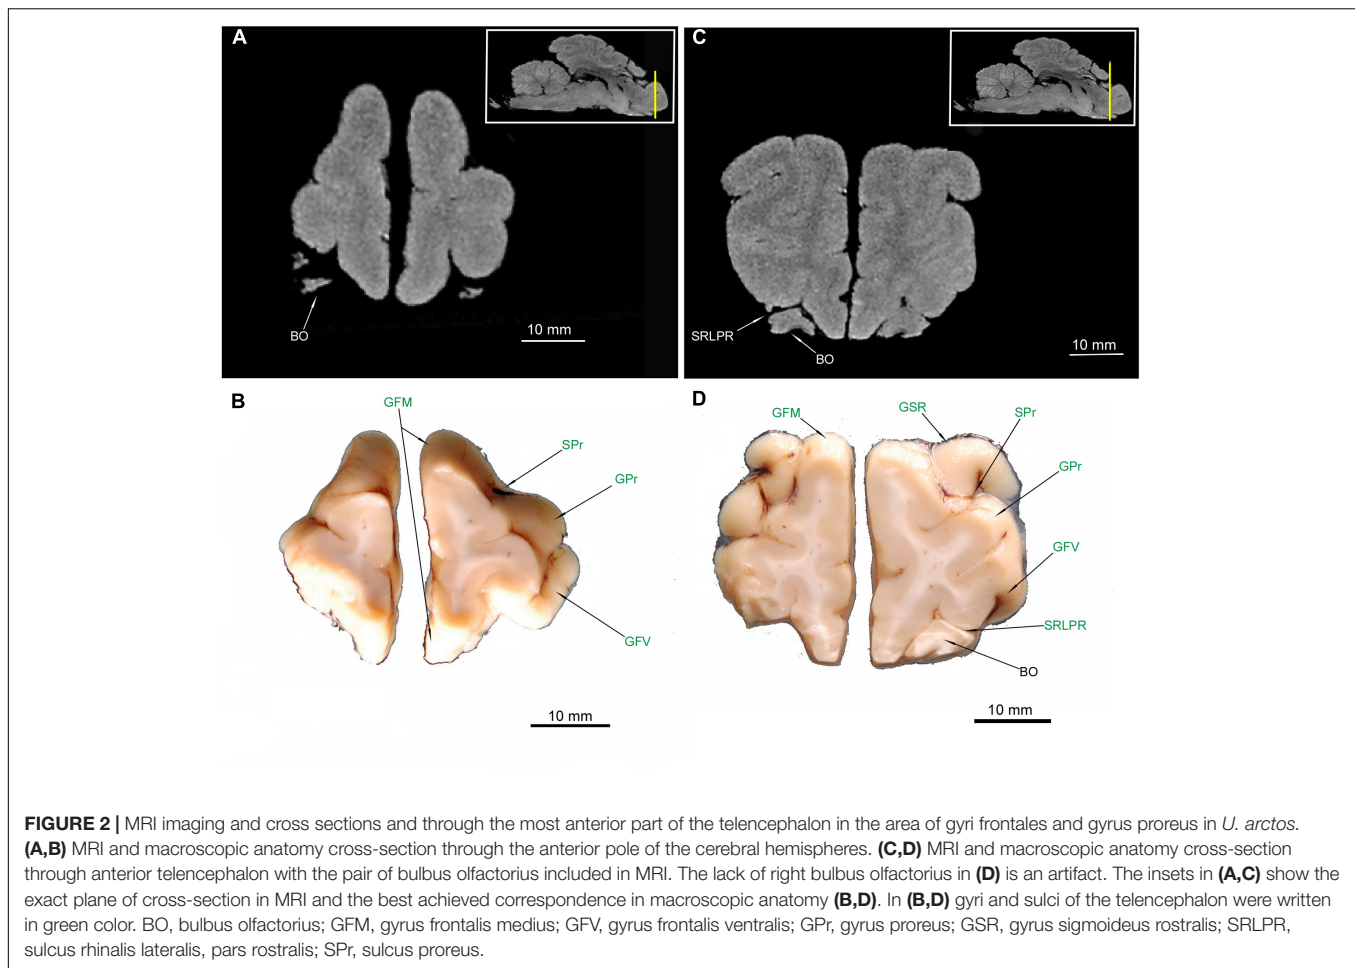 A
BO
10 mm
C
SRLPR
BO
10 mm
B
GFM
SPr
GPr
GFV
10 mm
D
GFM
GSR
SPr
GPr
GFV
SRLPR
BO
10 mm
FIGURE 2 | MRI imaging and cross sections and through the most anterior part of the telencephalon in the area of gyri frontales and gyrus proreus in U. arctos.
(A,B) MRI and macroscopic anatomy cross-section through the anterior pole of the cerebral hemispheres. (C,D) MRI and macroscopic anatomy cross-section
through anterior telencephalon with the pair of bulbus olfactorius included in MRI. The lack of right bulbus olfactorius in (D) is an artifact. The insets in (A,C) show the
exact plane of cross-section in MRI and the best achieved correspondence in macroscopic anatomy (B,D). In (B,D) gyri and sulci of the telencephalon were written
in green color. BO, bulbus olfactorius; GFM, gyrus frontalis medius; GFV, gyrus frontalis ventralis; GPr, gyrus proreus; GSR, gyrus sigmoideus rostralis; SRLPR,
sulcus rhinalis lateralis, pars rostralis; SPr, sulcus proreus.